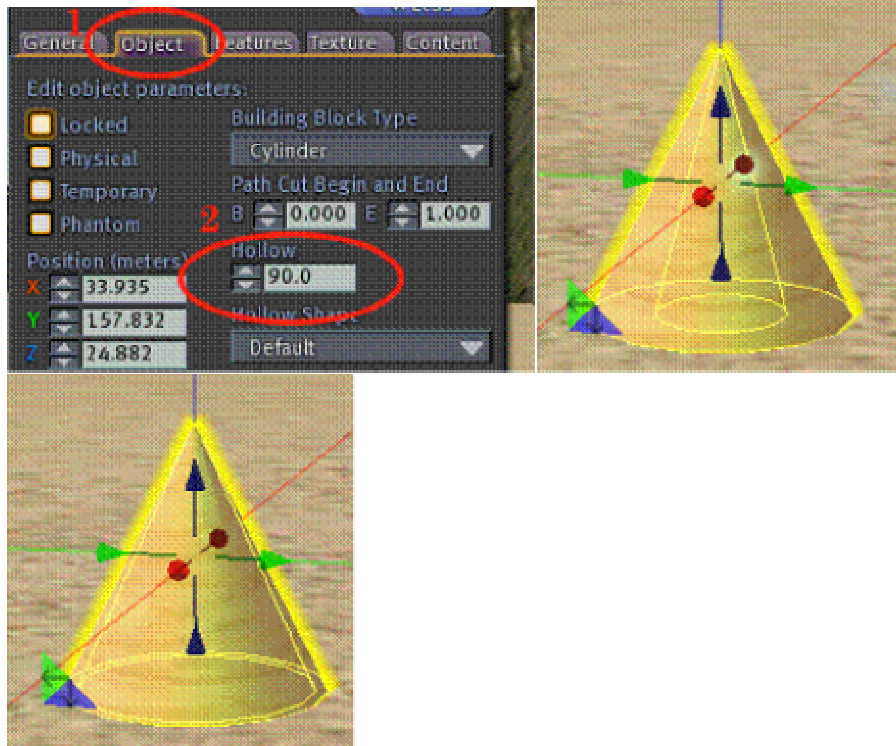 1
General Object Features Texture Content
Edit object parameters:
Locked
Physical
Temporary
Phantom
Position (meters)
X 33.935
Y 157.832
Z 24.882
Building Block Type
Cylinder
Path Cut Begin and End
B 0.000 E 1.000
2
Hollow
90.0
Hollow Shape
Default